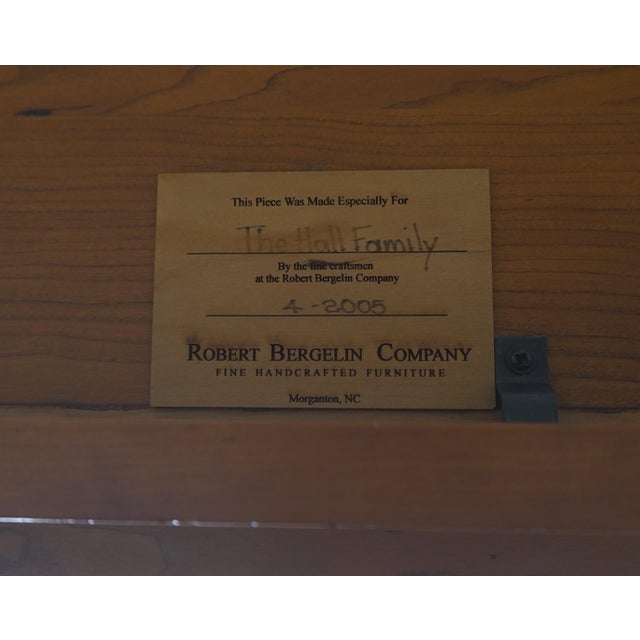 This Piece Was Made Especially For
The Hall Family
By the fine craftsmen
at the Robert Bergelin Company
4-2005
ROBERT BERGELIN COMPANY
FINE HANDCRAFTED FURNITURE
Morganton, NC